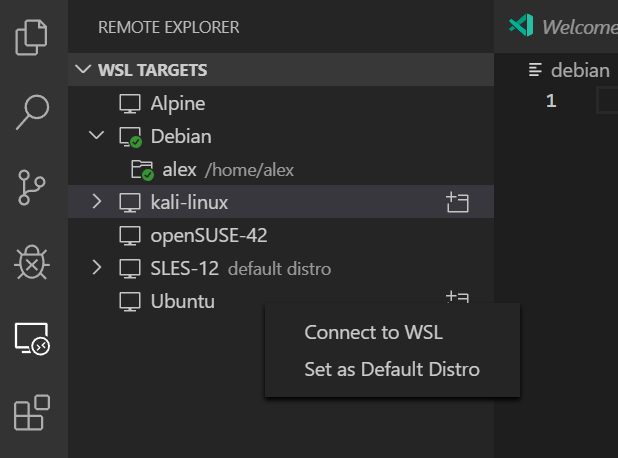 REMOTE EXPLORER
WSL TARGETS
Alpine
Debian
alex /home/alex
kali-linux
openSUSE-42
SLES-12 default distro
Ubuntu
Connect to WSL
Set as Default Distro
Welcome
debian
1